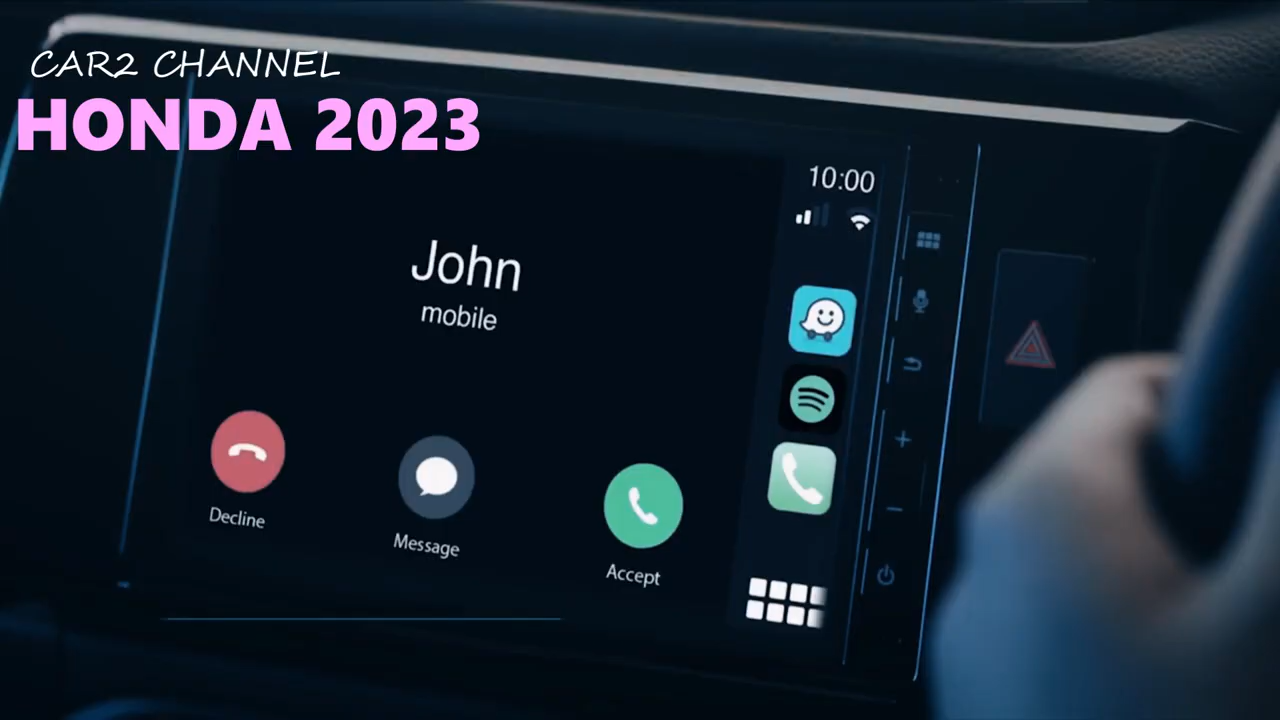 CAR2 CHANNEL
HONDA 2023
10:00
John
mobile
Decline
Message
Accept